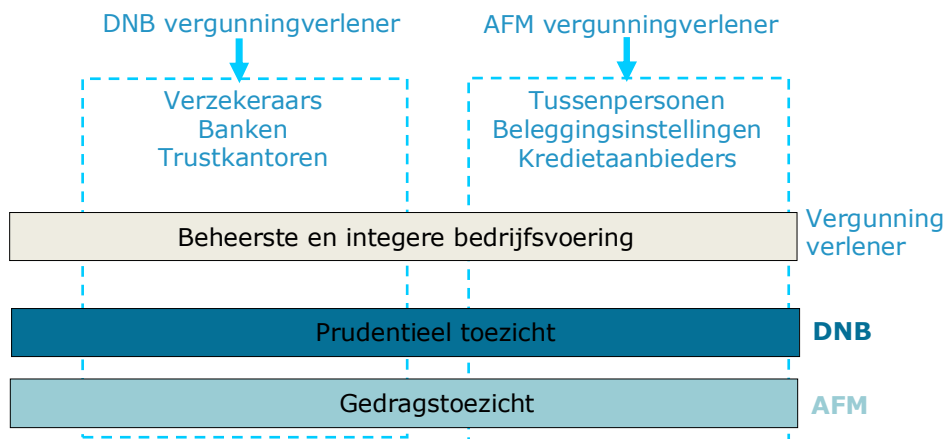 DNB vergunningverlener
AFM vergunningverlener
Verzekeraars
Banken
Trustkantoren
Tussenpersonen
Beleggingsinstellingen
Kredietaanbieders
Beheerste en integere bedrijfsvoering
Vergunning
verlener
Prudentieel toezicht
DNB
Gedragstoezicht
AFM